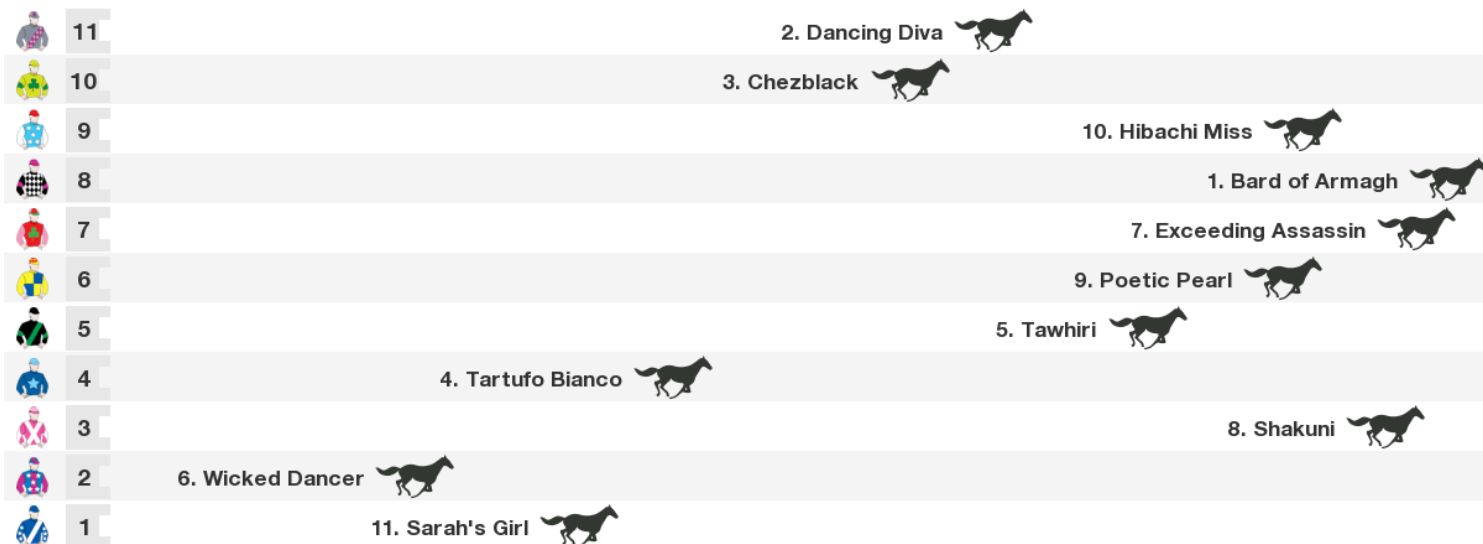 11 2. Dancing Diva
10 3. Chezblack
9 10. Hibachi Miss
8 1. Bard of Armagh
7 7. Exceeding Assassin
6 9. Poetic Pearl
5 5. Tawhiri
4 4. Tartufo Bianco
3 8. Shakuni
2 6. Wicked Dancer
1 11. Sarah's Girl